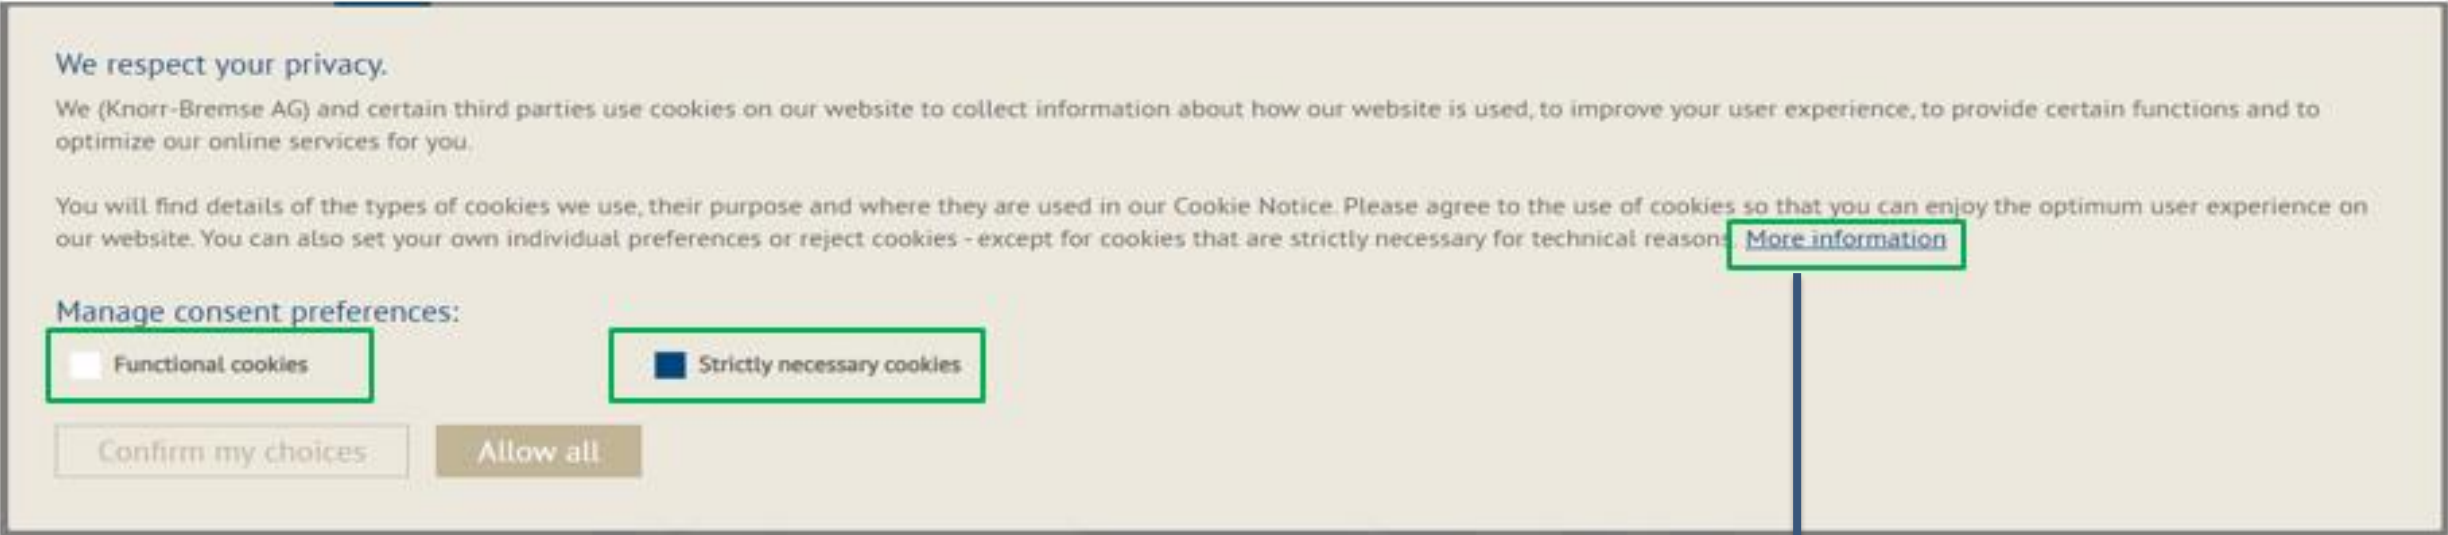 We respect your privacy.
We (Knorr-Bremse AG) and certain third parties use cookies on our website to collect information about how our website is used, to improve your user experience, to provide certain functions and to
optimize our online services for you.
You will find details of the types of cookies we use, their purpose and where they are used in our Cookie Notice. Please agree to the use of cookies so that you can enjoy the optimum user experience on
our website. You can also set your own individual preferences or reject cookies - except for cookies that are strictly necessary for technical reasons. More information
Manage consent preferences:
Functional cookies
Strictly necessary cookies
Confirm my choices
Allow all